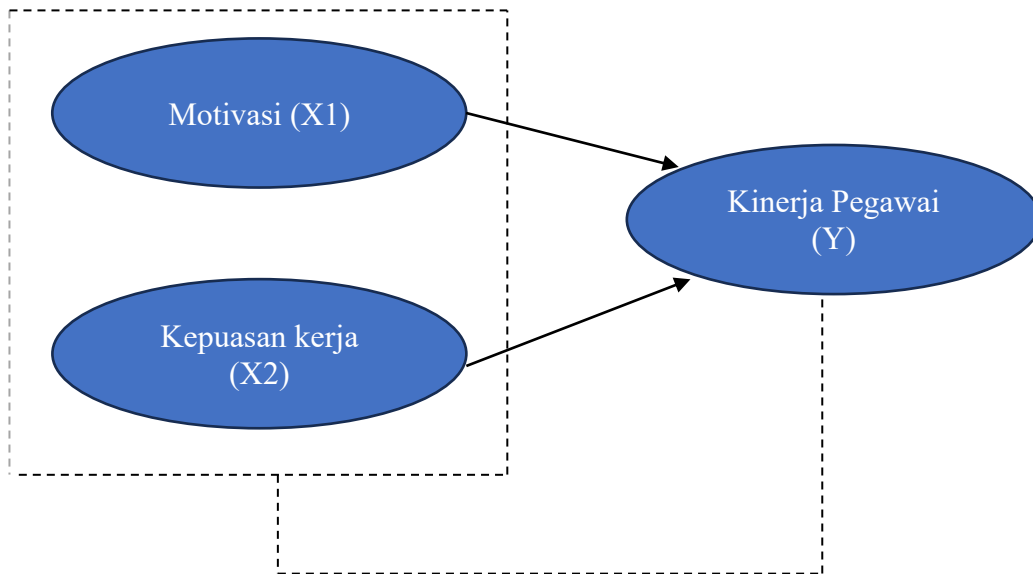 Motivasi (X1)
Kinerja Pegawai
(Y)
Kepuasan kerja
(X2)